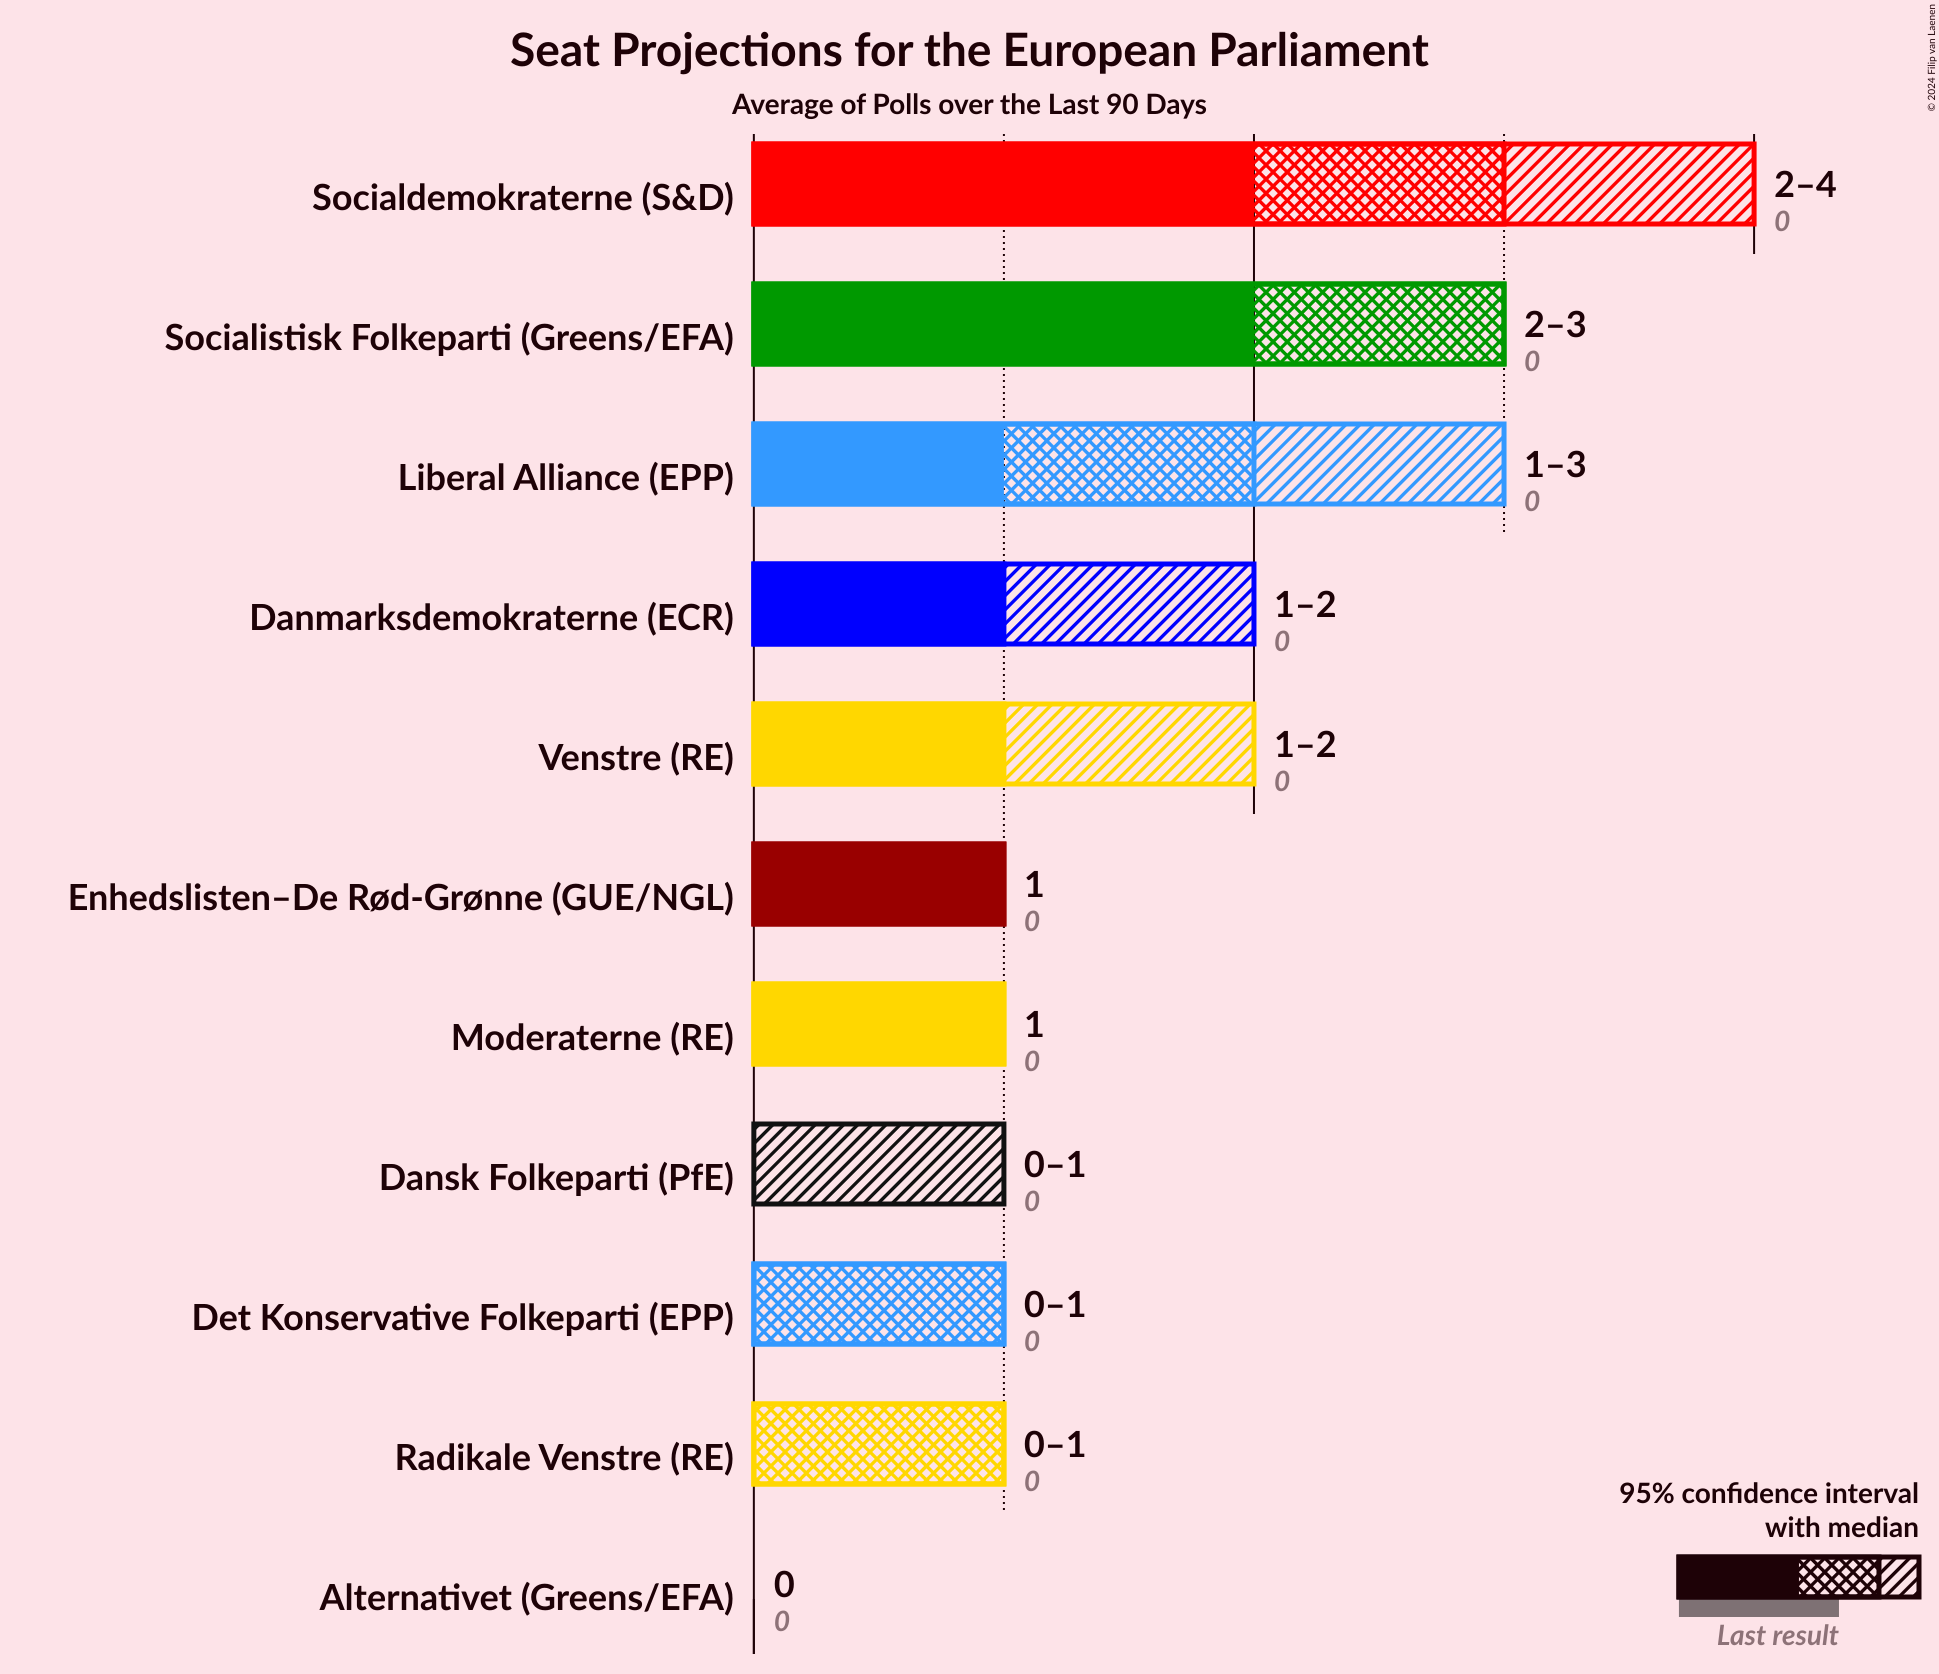 Seat Projections for the European Parliament
Average of Polls over the Last 90 Days
© 2024 Filip van Laenen
Socialdemokraterne (S&D)
2–4
0
Socialistisk Folkeparti (Greens/EFA)
2–3
0
Liberal Alliance (EPP)
1–3
0
Danmarksdemokraterne (ECR)
1–2
0
Venstre (RE)
1–2
0
Enhedslisten–De Rød-Grønne (GUE/NGL)
1
0
Moderaterne (RE)
1
0
Dansk Folkeparti (PfE)
0–1
0
Det Konservative Folkeparti (EPP)
0–1
0
Radikale Venstre (RE)
0–1
0
Alternativet (Greens/EFA)
0
0
95% confidence interval
with median
Last result